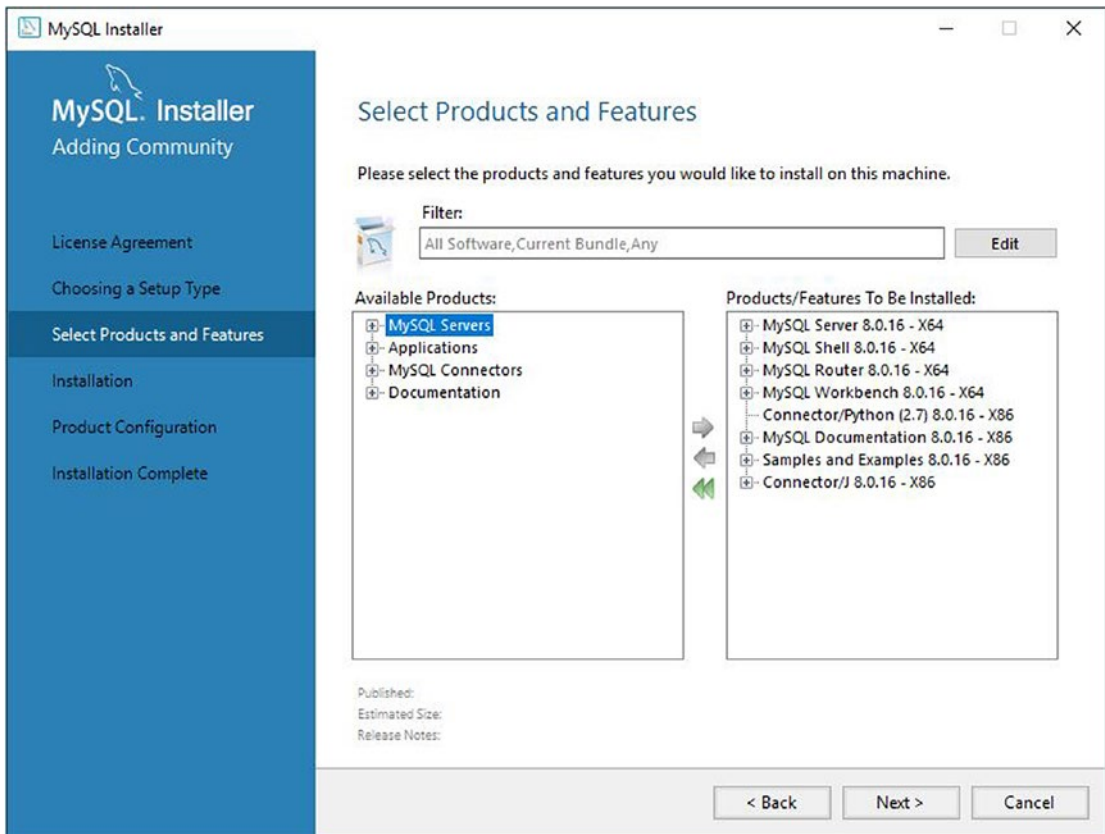 MySQL Installer
MySQL. Installer
Adding Community
License Agreement
Choosing a Setup Type
Select Products and Features
Installation
Product Configuration
Installation Complete
Select Products and Features
Please select the products and features you would like to install on this machine.
Filter:
All Software,Current Bundle,Any
Edit
Available Products:
MySQL Servers
Applications
MySQL Connectors
Documentation
Products/Features To Be Installed:
MySQL Server 8.0.16 - X64
MySQL Shell 8.0.16 - X64
MySQL Router 8.0.16 - X64
MySQL Workbench 8.0.16 - X64
Connector/Python (2.7) 8.0.16 - X86
MySQL Documentation 8.0.16 - X86
Samples and Examples 8.0.16 - X86
Connector/J 8.0.16 - X86
Published:
Estimated Size:
Release Notes:
< Back
Next >
Cancel